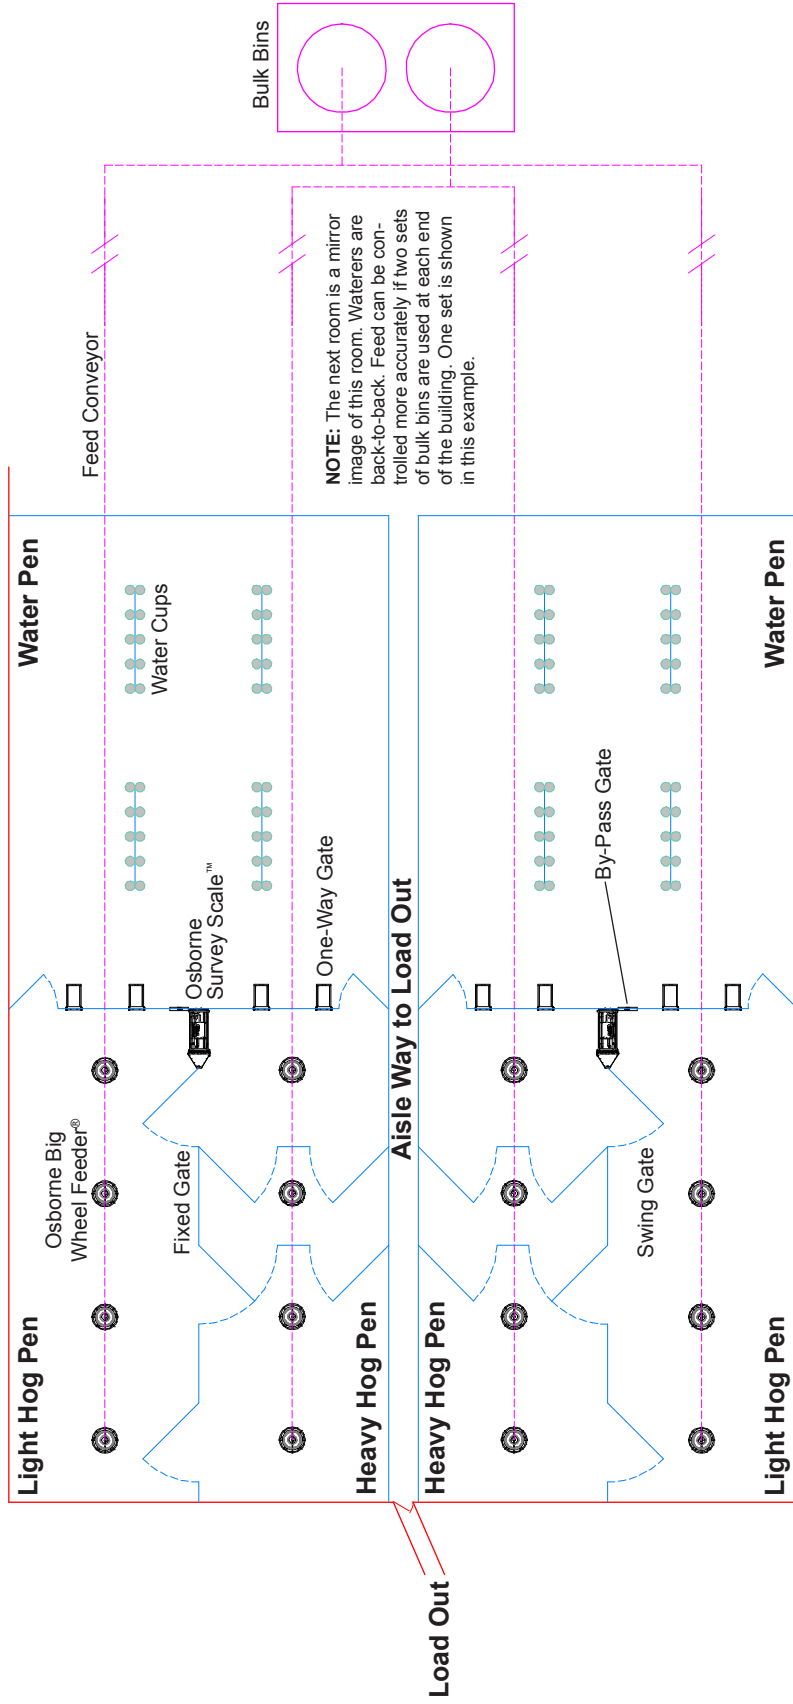 Light Hog Pen
Osborne Big
Wheel Feeder®
Fixed Gate
Heavy Hog Pen
Osborne
Survey Scale™
One-Way Gate
Water Pen
Water Cups
Feed Conveyor
Bulk Bins
NOTE: The next room is a mirror
image of this room. Waterers are
back-to-back. Feed can be con-
trolled more accurately if two sets
of bulk bins are used at each end
of the building. One set is shown
in this example.
Load Out
Aisle Way to Load Out
Heavy Hog Pen
Swing Gate
By-Pass Gate
Light Hog Pen
Water Pen